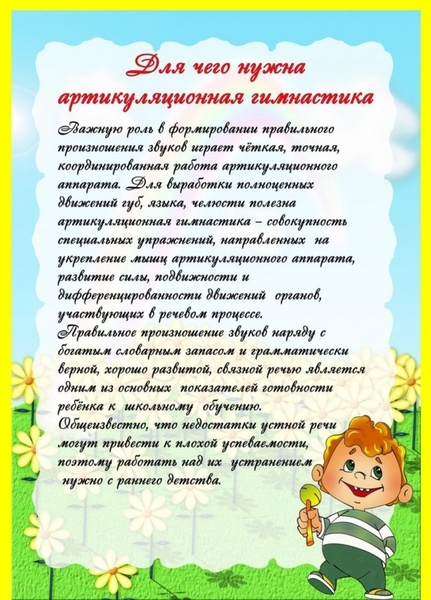 Для чего нужна
артикуляционная гимнастика
Важную роль в формировании правильного
произношения звуков играет чёткая, точная,
координированная работа артикуляционного
аппарата. Для выработки полноценных
движений губ, языка, челюсти полезна
артикуляционная гимнастика – совокупность
специальных упражнений, направленных на
укрепление мышц артикуляционного аппарата,
развитие силы, подвижности и
дифференцированности движений органов,
участвующих в речевом процессе.
Правильное произношение звуков наряду с
богатым словарным запасом и грамматически
верной, хорошо развитой, связной речью является
одним из основных показателей готовности
ребёнка к школьному обучению.
Общеизвестно, что недостатки устной речи
могут привести к плохой успеваемости,
поэтому работать над их устранением
нужно с раннего детства.